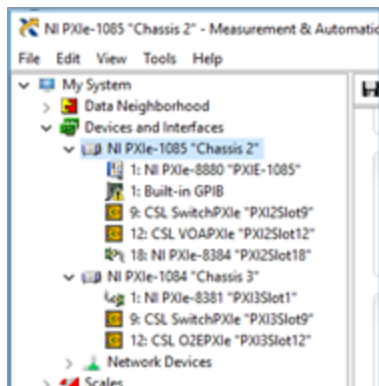 NI PXIe-1085 "Chassis 2" - Measurement & Automatic
File Edit View Tools Help
My System
Data Neighborhood
Devices and Interfaces
NI PXIe-1085 "Chassis 2"
1: NI PXIe-8880 "PXIE-1085"
1: Built-in GPIB
9: CSL SwitchPXIe "PXI2Slot9"
12: CSL VOAPXIe "PXI2Slot12"
18: NI PXIe-8384 "PXI2Slot18"
NI PXIe-1084 "Chassis 3"
1: NI PXIe-8381 "PXI3Slot1"
9: CSL SwitchPXIe "PXI3Slot9"
12: CSL O2EPXIe "PXI3Slot12"
Network Devices
Scales